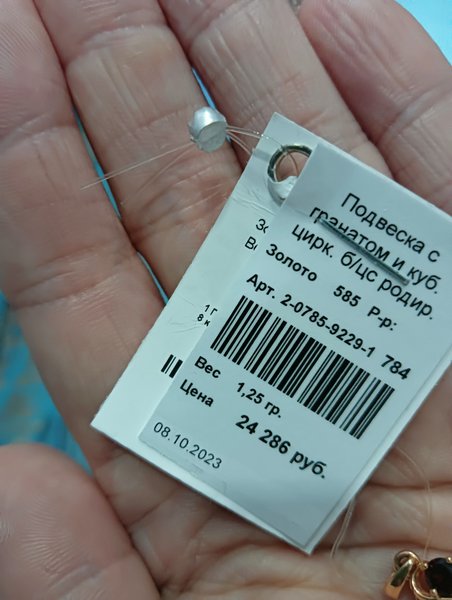 Подвеска с
гранатом и куб.
цирк. б/цс родир.
Золото 585 Р-р:
Арт. 2-0785-9229-1 784
Вес 1,25 гр.
Цена 24 286 руб.
08.10.2023